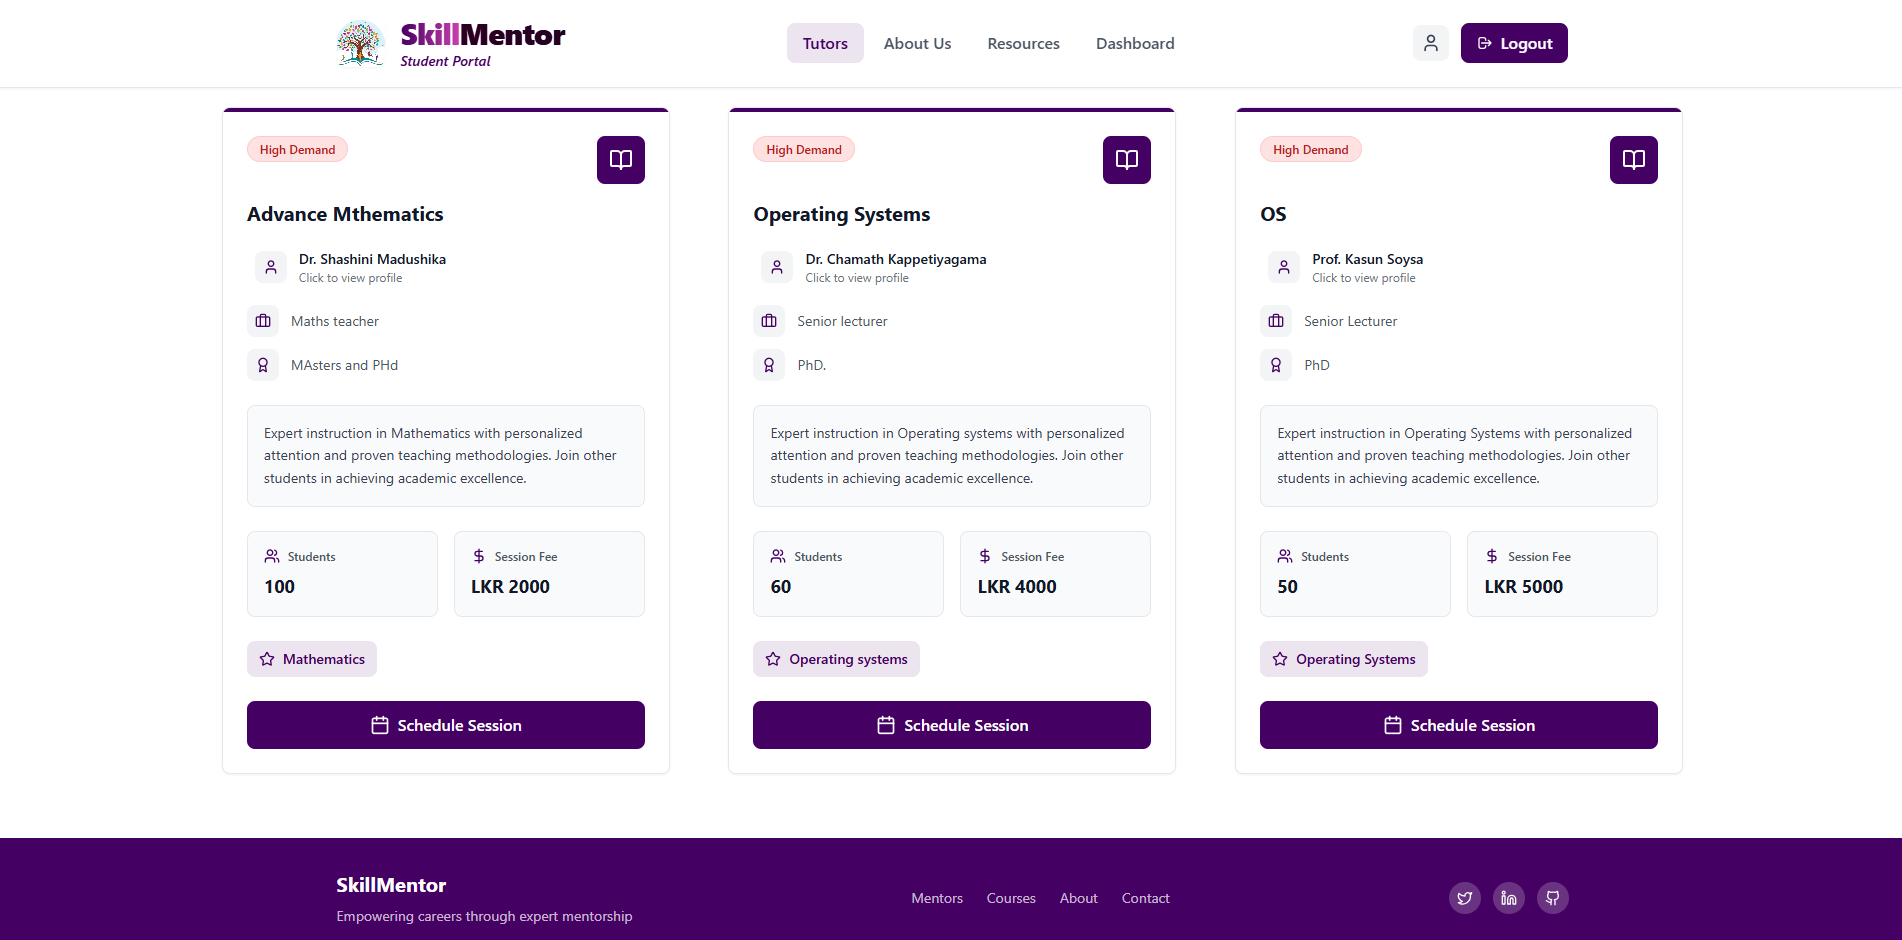 SkillMentor
Student Portal
Tutors
About Us
Resources
Dashboard
Logout
High Demand
Advance Mthematics
Dr. Shashini Madushika
Click to view profile
Maths teacher
MAsters and PHd
Expert instruction in Mathematics with personalized
attention and proven teaching methodologies. Join other
students in achieving academic excellence.
Students
100
Session Fee
LKR 2000
Mathematics
Schedule Session
High Demand
Operating Systems
Dr. Chamath Kappetiyagama
Click to view profile
Senior lecturer
PhD.
Expert instruction in Operating systems with personalized
attention and proven teaching methodologies. Join other
students in achieving academic excellence.
Students
60
Session Fee
LKR 4000
Operating systems
Schedule Session
High Demand
OS
Prof. Kasun Soysa
Click to view profile
Senior Lecturer
PhD
Expert instruction in Operating Systems with personalized
attention and proven teaching methodologies. Join other
students in achieving academic excellence.
Students
50
Session Fee
LKR 5000
Operating Systems
Schedule Session
SkillMentor
Empowering careers through expert mentorship
Mentors
Courses
About
Contact